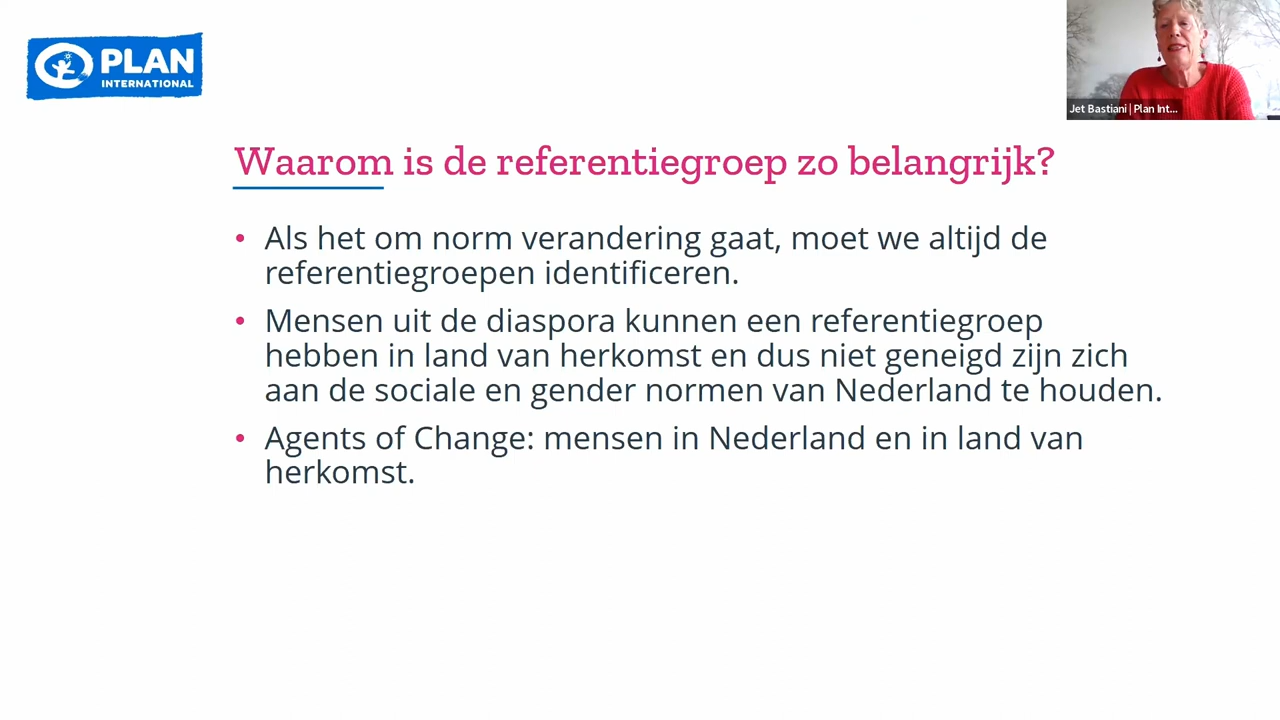 PLAN
INTERNATIONAL
Jet Bastiani | Plan Int...
Waarom is de referentiegroep zo belangrijk?
• Als het om norm verandering gaat, moet we altijd de
referentiegroepen identificeren.
• Mensen uit de diaspora kunnen een referentiegroep
hebben in land van herkomst en dus niet geneigd zijn zich
aan de sociale en gender normen van Nederland te houden.
• Agents of Change: mensen in Nederland en in land van
herkomst.